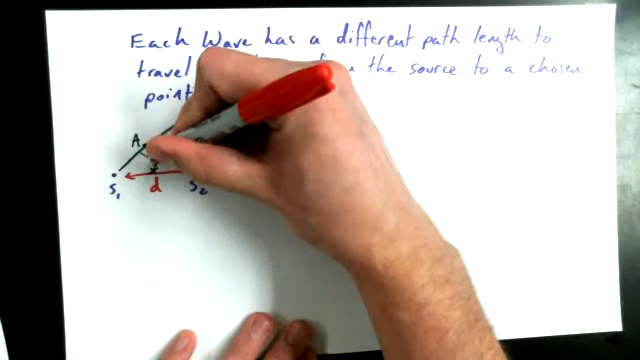 Each Wave has a different path length to
travel the source to a chosen
point
A
S₁ d S₂